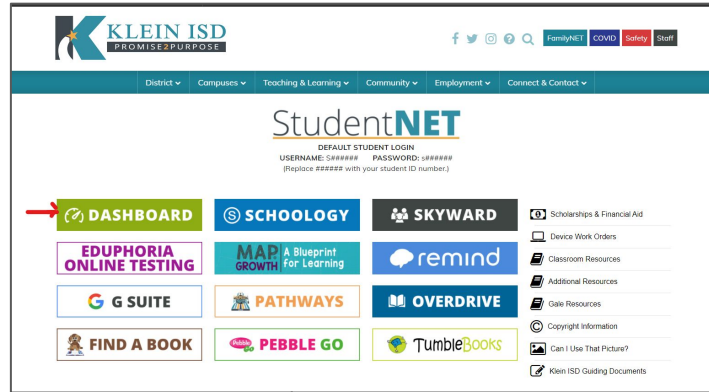 KLEIN ISD
PROMISE2PURPOSE
FamilyNET COVID Safety Staff
District Campuses Teaching & Learning Community Employment Connect & Contact
StudentNET
DEFAULT STUDENT LOGIN
USERNAME: S###### PASSWORD: s######
(Replace ###### with your student ID number.)
DASHBOARD
SCHOOLOGY
SKYWARD
EDUPHORIA
ONLINE TESTING
MAP GROWTH
A Blueprint
for Learning
remind
G SUITE
PATHWAYS
OVERDRIVE
FIND A BOOK
Pebble Go
PEBBLE GO
TumbleBooks
Scholarships & Financial Aid
Device Work Orders
Classroom Resources
Additional Resources
Gale Resources
Copyright Information
Can I Use That Picture?
Klein ISD Guiding Documents